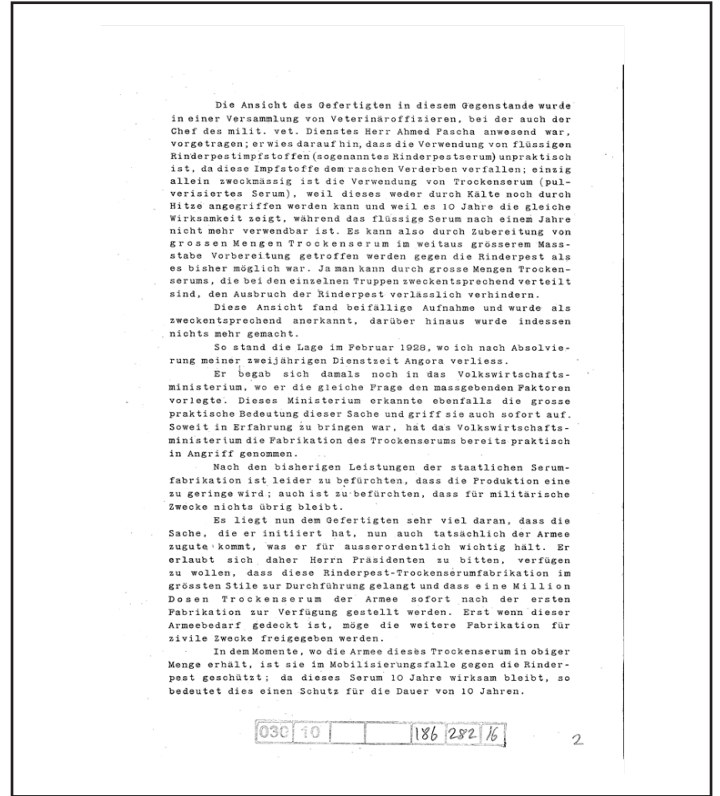 Die Ansicht des Gefertigten in diesem Gegenstande wurde
in einer Versammlung von Veterinäroffizieren, bei der auch der
Chef des milit. vet. Dienstes Herr Ahmed Pascha anwesend war,
vorgetragen; er wies darauf hin, dass die Verwendung von flüssigen
Rinderpestimpfstoffen (sogenanntes Rinderpestserum) unpraktisch
ist, da diese Impfstoffe dem raschen Verderben verfallen; einzig
allein zweckmässig ist die Verwendung von Trockenserum (pul-
verisiertes Serum), weil dieses weder durch Kälte noch durch
Hitze angegriffen werden kann und weil es 10 Jahre die gleiche
Wirksamkeit zeigt, während das flüssige Serum nach einem Jahre
nicht mehr verwendbar ist. Es kann also durch Zubereitung von
grossen Mengen Trockenserum im weitaus grösserem Mass-
stabe Vorbereitung getroffen werden gegen die Rinderpest als
es bisher möglich war. Ja man kann durch grosse Mengen Trocken-
serums, die bei den einzelnen Truppen zweckentsprechend verteilt
sind, den Ausbruch der Rinderpest verlässlich verhindern.
Diese Ansicht fand beifällige Aufnahme und wurde als
zweckentsprechend anerkannt, darüber hinaus wurde indessen
nichts mehr gemacht.
So stand die Lage im Februar 1928, wo ich nach Absolvie-
rung meiner zweijährigen Dienstzeit Angora verliess.
Er begab sich damals noch in das Volkswirtschafts-
ministerium, wo er die gleiche Frage den massgebenden Faktoren
vorlegte. Dieses Ministerium erkannte ebenfalls die grosse
praktische Bedeutung dieser Sache und griff sie auch sofort auf.
Soweit in Erfahrung zu bringen war, hat das Volkswirtschafts-
ministerium die Fabrikation des Trockenserums bereits praktisch
in Angriff genommen.
Nach den bisherigen Leistungen der staatlichen Serum-
fabrikation ist leider zu befürchten, dass die Produktion eine
zu geringe wird; auch ist zu befürchten, dass für militärische
Zwecke nichts übrig bleibt.
Es liegt nun dem Gefertigten sehr viel daran, dass die
Sache, die er initiiert hat, nun auch tatsächlich der Armee
zugute kommt, was er für ausserordentlich wichtig hält. Er
erlaubt sich daher Herrn Präsidenten zu bitten, verfügen
zu wollen, dass diese Rinderpest-Trockenserumfabrikation im
grössten Stile zur Durchführung gelangt und dass eine Million
Dosen Trockenserum der Armee sofort nach der ersten
Fabrikation zur Verfügung gestellt werden. Erst wenn dieser
Armeebedarf gedeckt ist, möge die weitere Fabrikation für
zivile Zwecke freigegeben werden.
In dem Momente, wo die Armee dieses Trockenserum in obiger
Menge erhält, ist sie im Mobilisierungsfalle gegen die Rinder-
pest geschützt; da dieses Serum 10 Jahre wirksam bleibt, so
bedeutet dies einen Schutz für die Dauer von 10 Jahren.
030 10 186 282 16
2